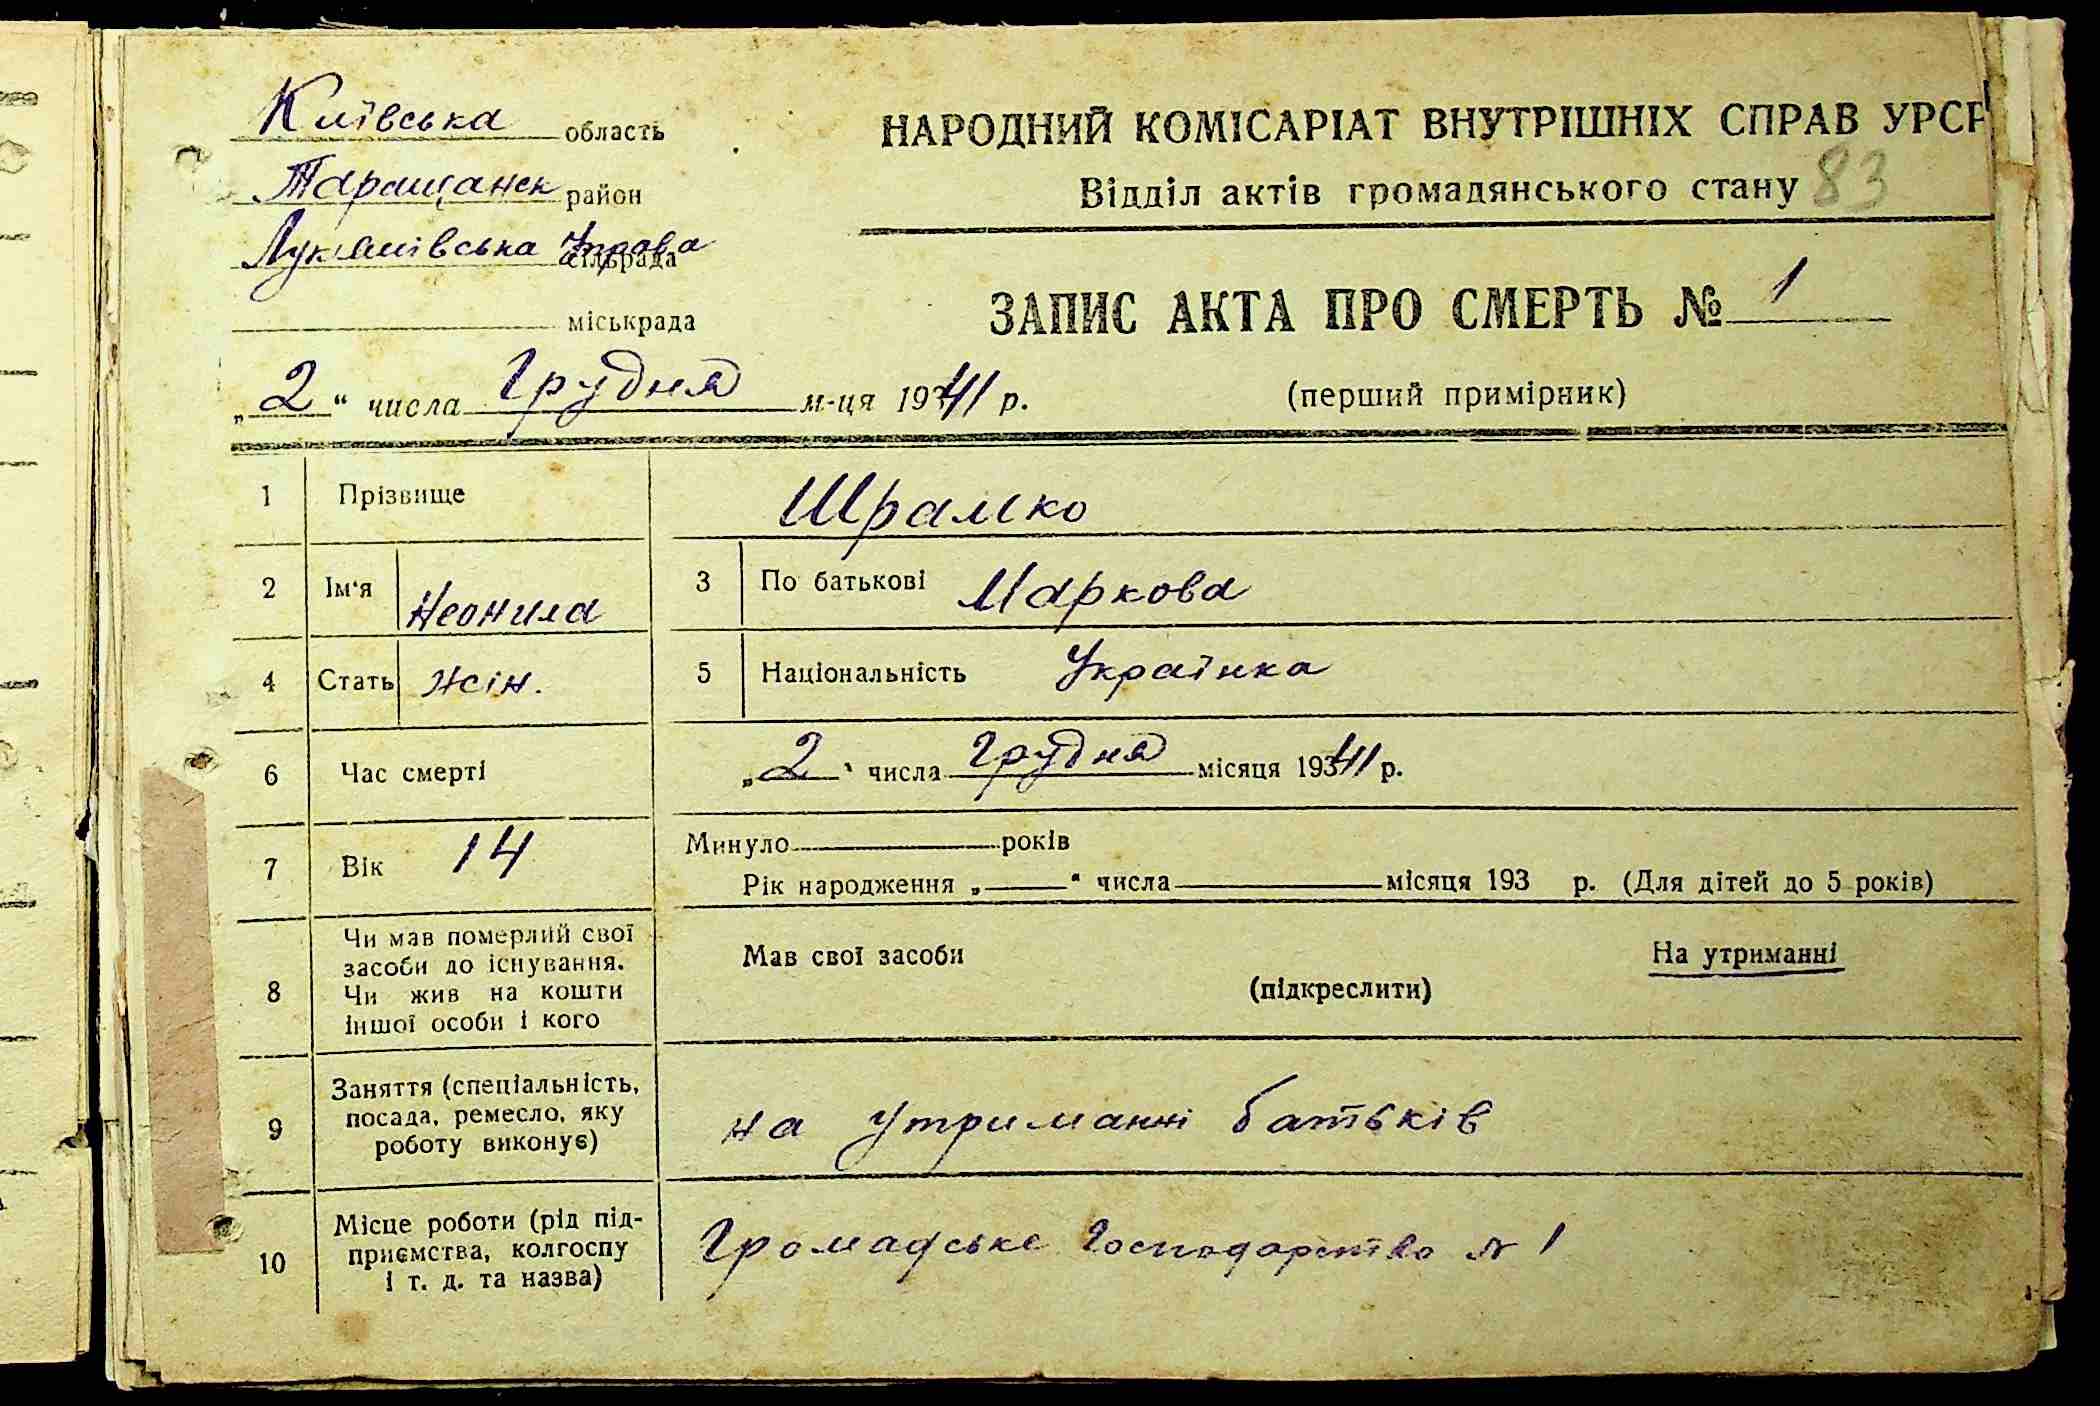 Київська область
Таращанськ район
Лукашівська Управа сільрада
міськрада
„2“ числа Грудня м-ця 1941 р.
НАРОДНИЙ КОМІСАРІАТ ВНУТРІШНІХ СПРАВ УРСР
Відділ актів громадянського стану 83
ЗАПИС АКТА ПРО СМЕРТЬ № 1
(перший примірник)
1 Прізвище Шрамко
2 Ім'я Неонила 3 По батькові Маркова
4 Стать жін. 5 Національність Українка
6 Час смерті „2“ числа Грудня місяця 1941 р.
7 Вік 14 Минуло років
Рік народження „ “ числа місяця 193 р. (Для дітей до 5 років)
8 Чи мав померлий свої
засоби до існування.
Чи жив на кошти
іншої особи і кого
Мав свої засоби На утриманні
(підкреслити)
9 Заняття (спеціальність,
посада, ремесло, яку
роботу виконує)
на утриманні батьків
10 Місце роботи (рід під-
приємства, колгоспу
і т. д. та назва)
Громадське Господарство № 1